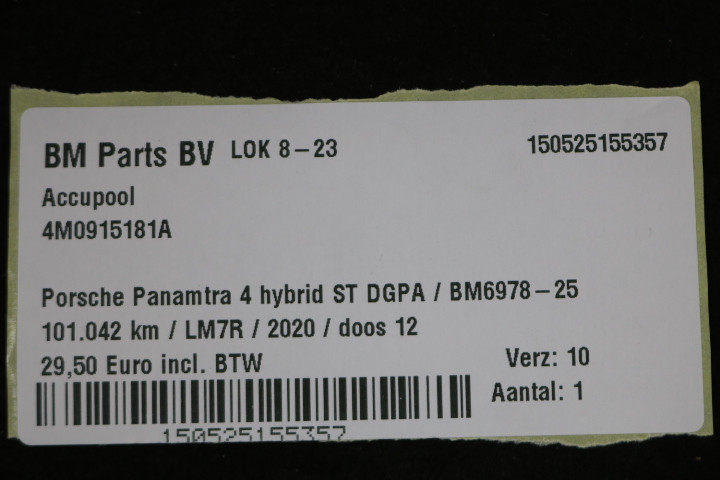 BM Parts BV LOK 8-23 150525155357
Accupool
4M0915181A
Porsche Panamtra 4 hybrid ST DGPA / BM6978-25
101.042 km / LM7R / 2020 / doos 12
29,50 Euro incl. BTW Verz: 10
Aantal: 1
150525155357